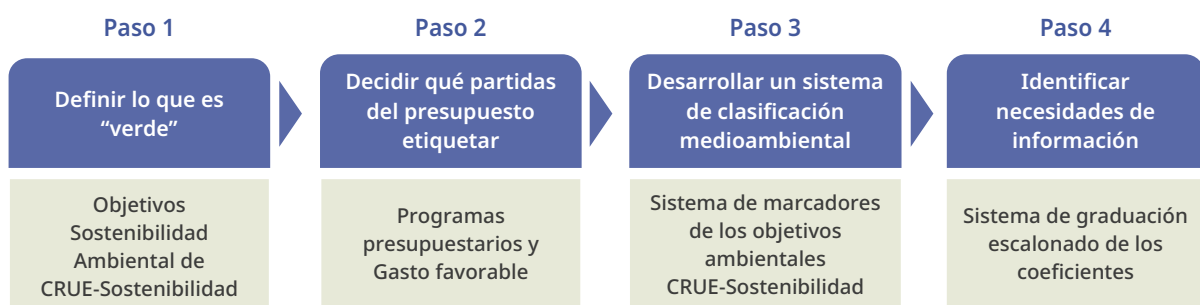 Paso 1
Definir lo que es
“verde”
Objetivos
Sostenibilidad
Ambiental de
CRUE-Sostenibilidad
Paso 2
Decidir qué partidas
del presupuesto
etiquetar
Programas
presupuestarios y
Gasto favorable
Paso 3
Desarrollar un sistema
de clasificación
medioambiental
Sistema de marcadores
de los objetivos
ambientales
CRUE-Sostenibilidad
Paso 4
Identificar
necesidades de
información
Sistema de graduación
escalonado de los
coeficientes